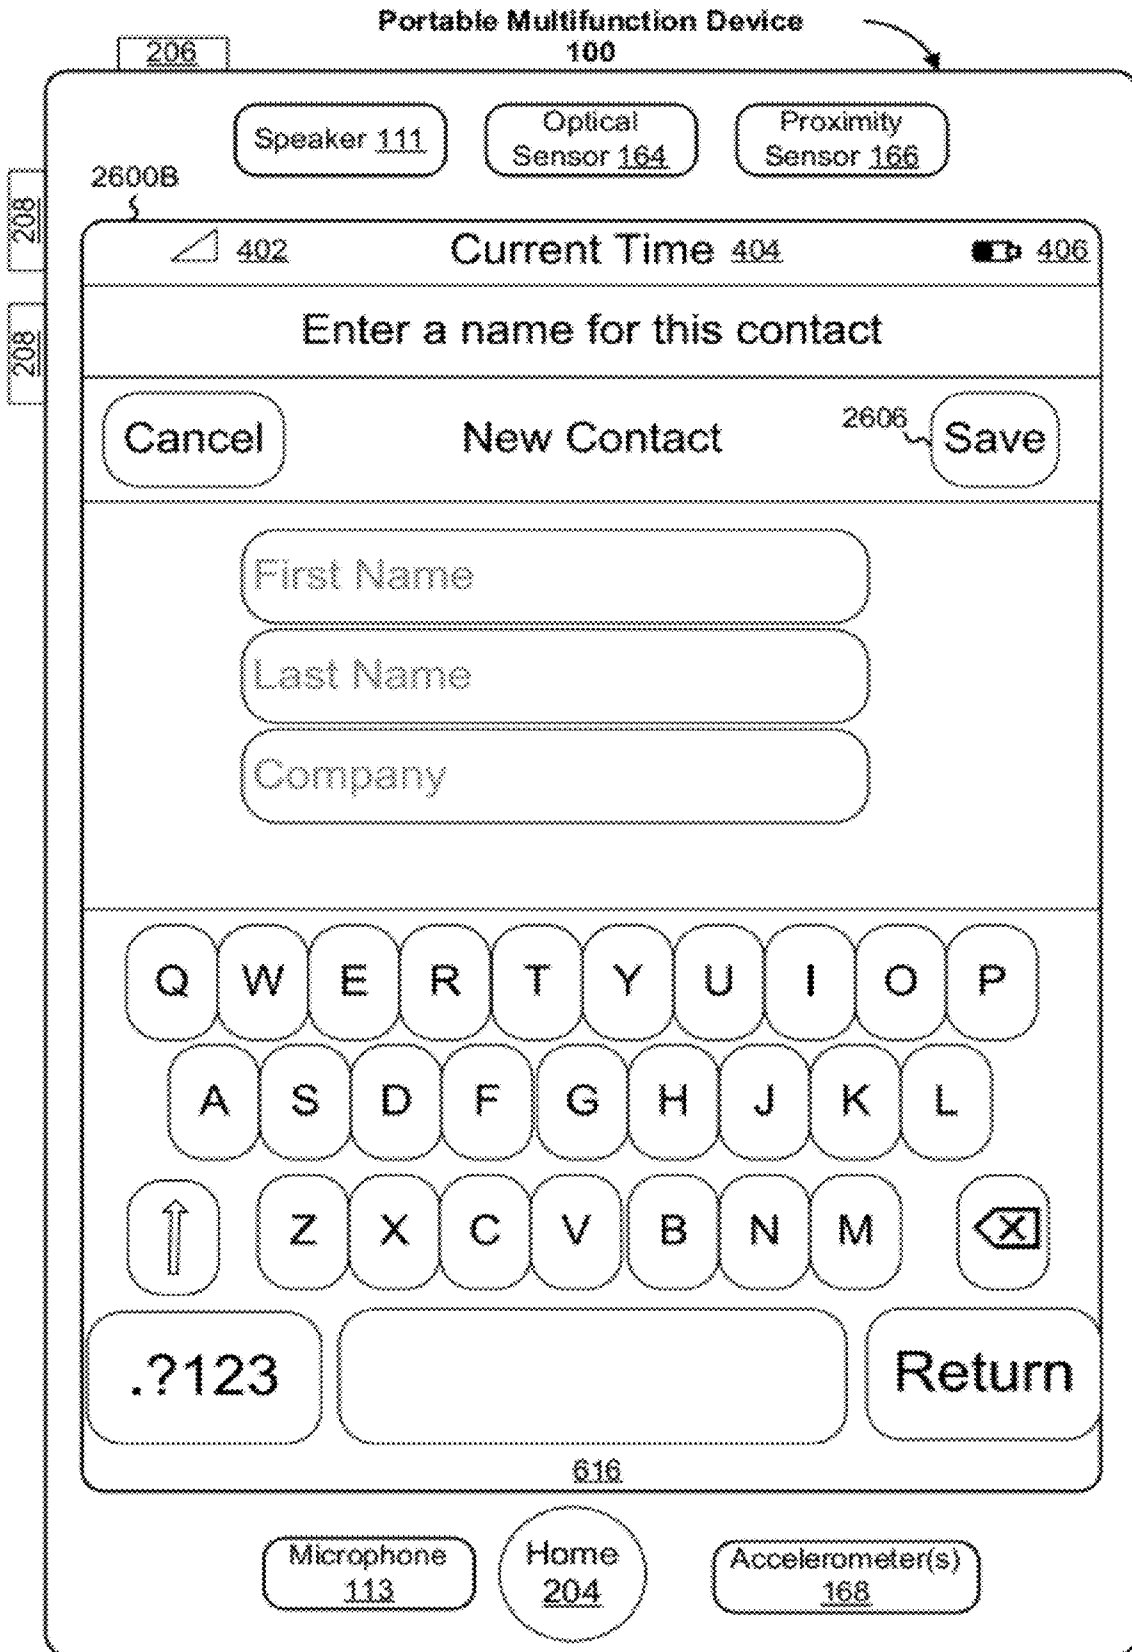 Portable Multifunction Device
100
206
Speaker 111
Optical
Sensor 164
Proximity
Sensor 166
2600B
208
208
402
Current Time 404
406
Enter a name for this contact
Cancel
New Contact
2606
Save
First Name
Last Name
Company
Q W E R T Y U I O P
A S D F G H J K L
Z X C V B N M
.?123
Return
616
Microphone
113
Home
204
Accelerometer(s)
168